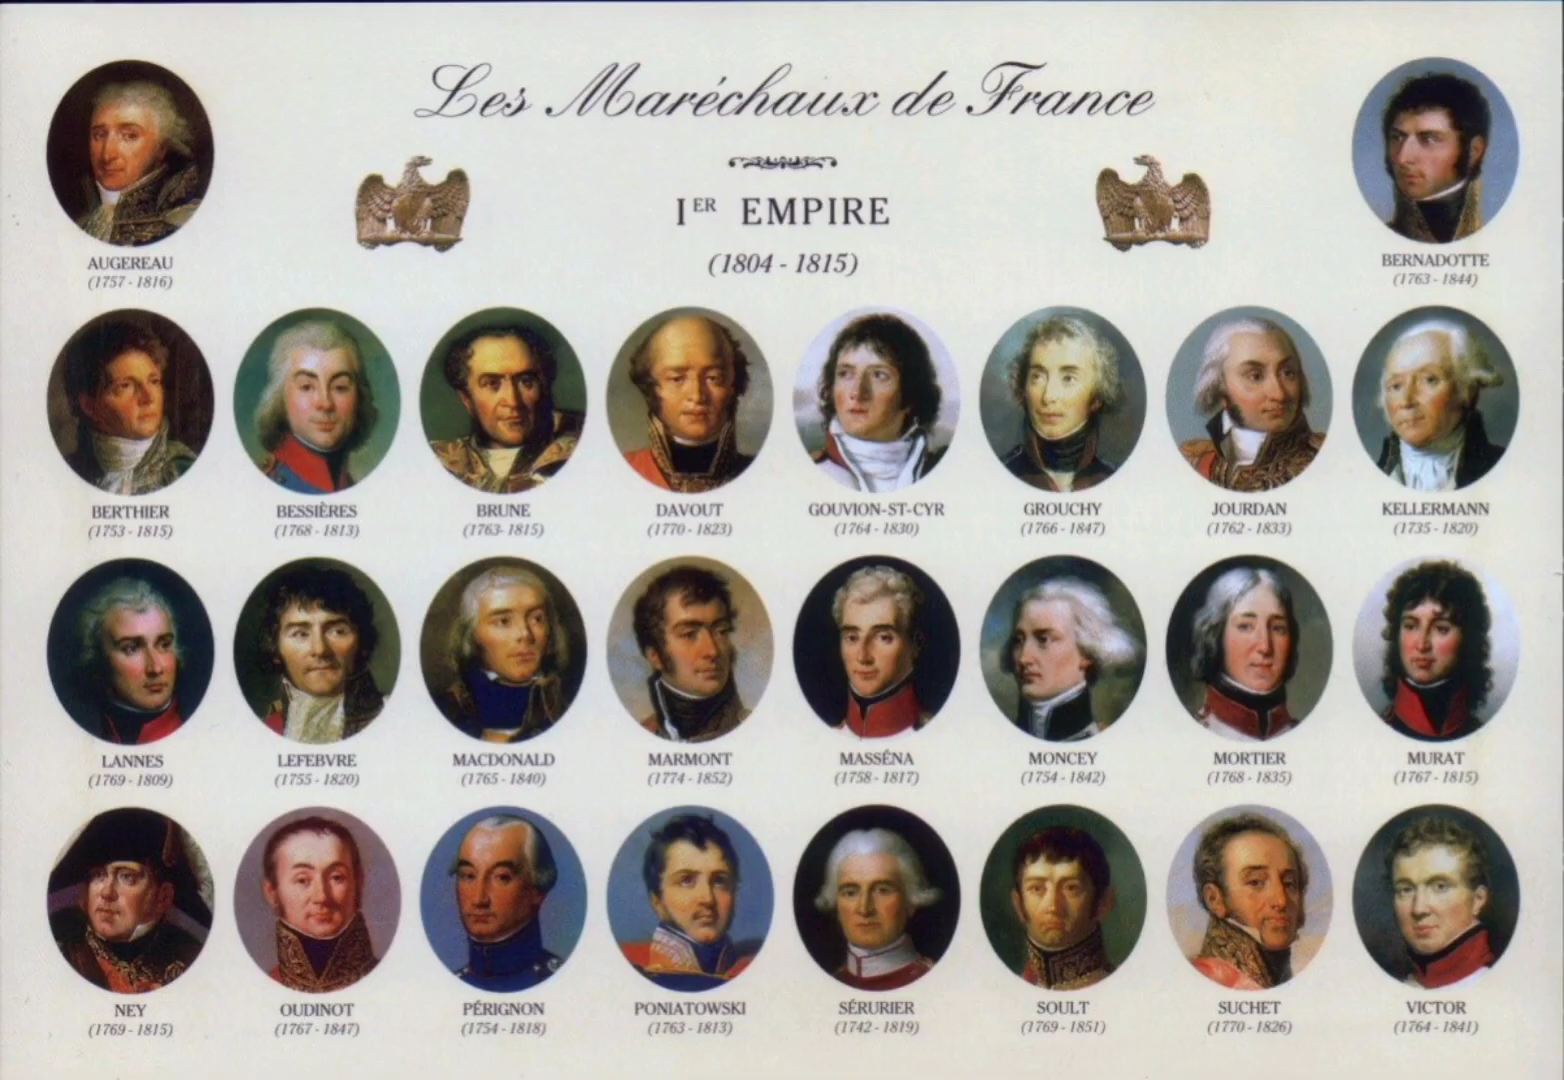 Les Maréchaux de France
IER EMPIRE
(1804 - 1815)
AUGEREAU
(1757 - 1816)
BERNADOTTE
(1763 - 1844)
BERTHIER
(1753 - 1815)
BESSIÈRES
(1768 - 1813)
BRUNE
(1763- 1815)
DAVOUT
(1770 - 1823)
GOUVION-ST-CYR
(1764 - 1830)
GROUCHY
(1766 - 1847)
JOURDAN
(1762 - 1833)
KELLERMANN
(1735 - 1820)
LANNES
(1769 - 1809)
LEFEBVRE
(1755 - 1820)
MACDONALD
(1765 - 1840)
MARMONT
(1774 - 1852)
MASSÉNA
(1758 - 1817)
MONCEY
(1754 - 1842)
MORTIER
(1768 - 1835)
MURAT
(1767 - 1815)
NEY
(1769 - 1815)
OUDINOT
(1767 - 1847)
PÉRIGNON
(1754 - 1818)
PONIATOWSKI
(1763 - 1813)
SÉRURIER
(1742 - 1819)
SOULT
(1769 - 1851)
SUCHET
(1770 - 1826)
VICTOR
(1764 - 1841)